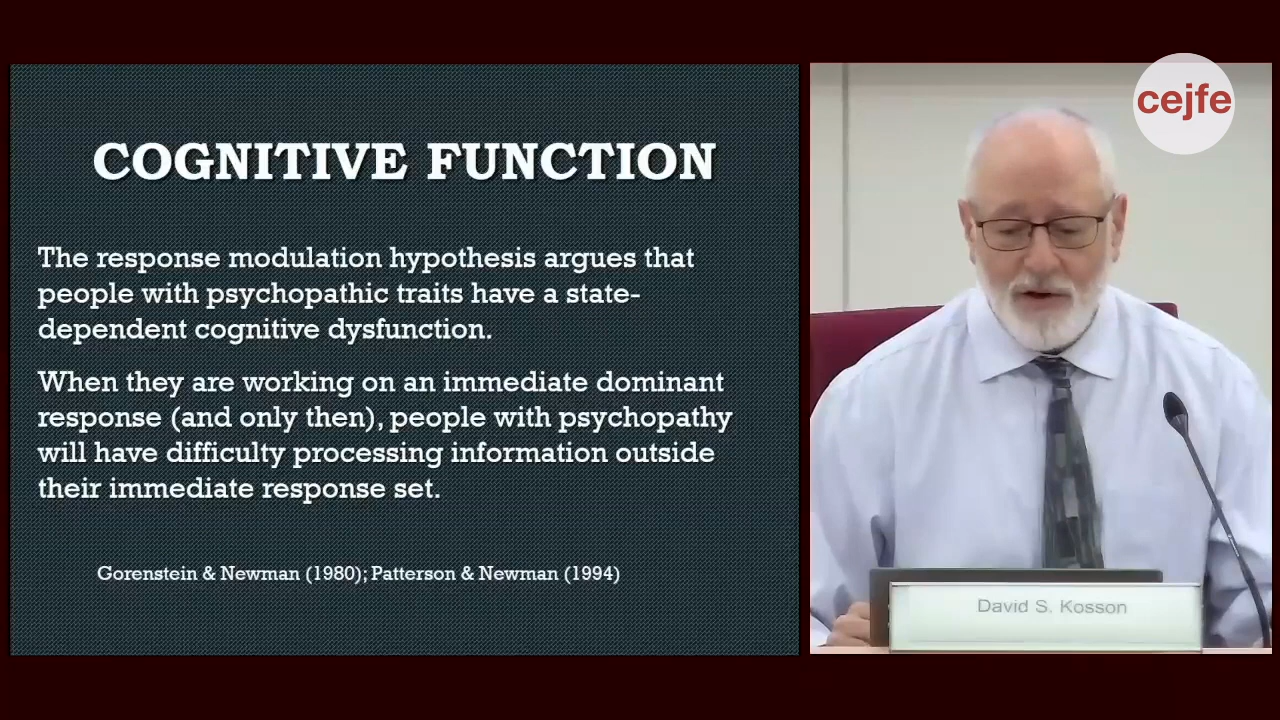 COGNITIVE FUNCTION
The response modulation hypothesis argues that
people with psychopathic traits have a state-
dependent cognitive dysfunction.
When they are working on an immediate dominant
response (and only then), people with psychopathy
will have difficulty processing information outside
their immediate response set.
Gorenstein & Newman (1980); Patterson & Newman (1994)
cejfe
David S. Kosson